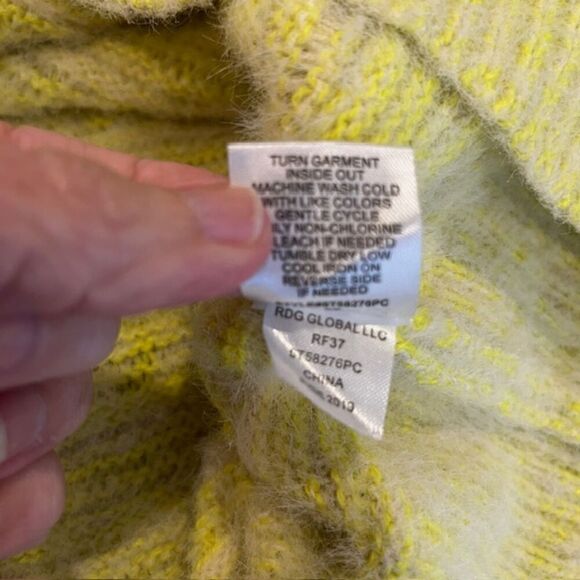 TURN GARMENT
INSIDE OUT
MACHINE WASH COLD
WITH LIKE COLORS
GENTLE CYCLE
NON-CHLORINE
IF NEEDED
TUMBLE DRY LOW
COOL IRON ON
REVERSE SIDE
IF NEEDED
RDG GLOBAL LLC
RF37
ST58276PC
CHINA